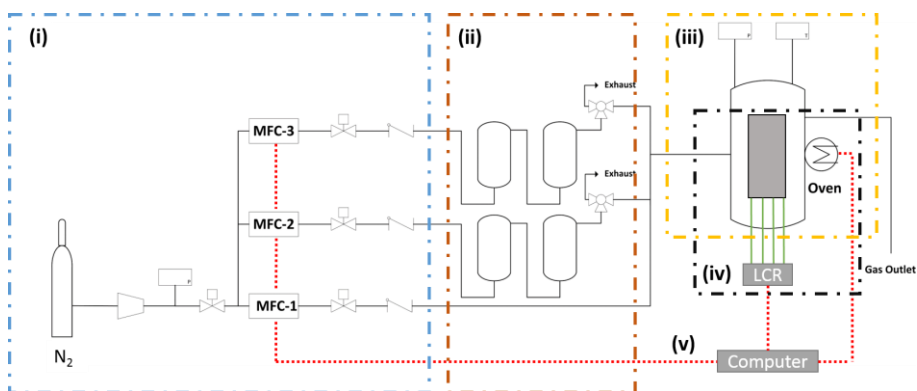 (i)
(ii)
(iii)
P
T
Exhaust
MFC-3
Oven
Exhaust
MFC-2
Gas Outlet
(iv)
LCR
P
MFC-1
N₂
(v)
Computer